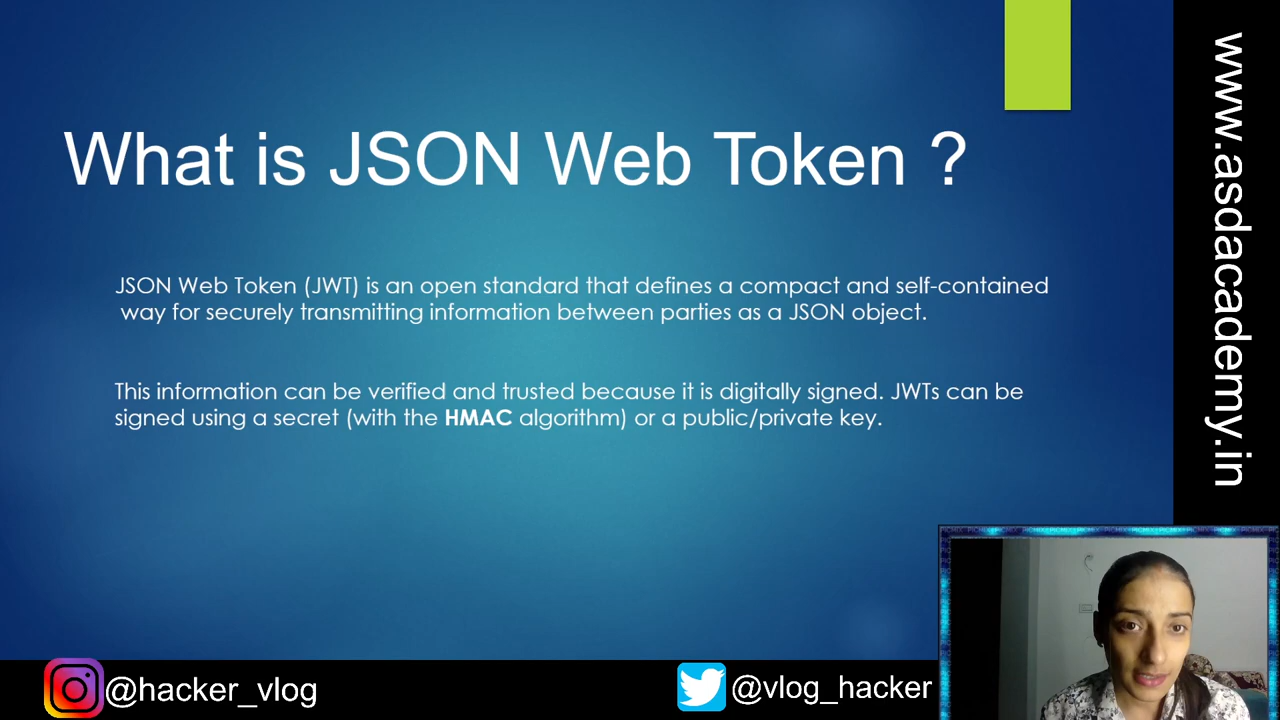 What is JSON Web Token ?
JSON Web Token (JWT) is an open standard that defines a compact and self-contained
way for securely transmitting information between parties as a JSON object.
This information can be verified and trusted because it is digitally signed. JWTs can be
signed using a secret (with the HMAC algorithm) or a public/private key.
www.asdacademy.in
@hacker_vlog
@vlog_hacker